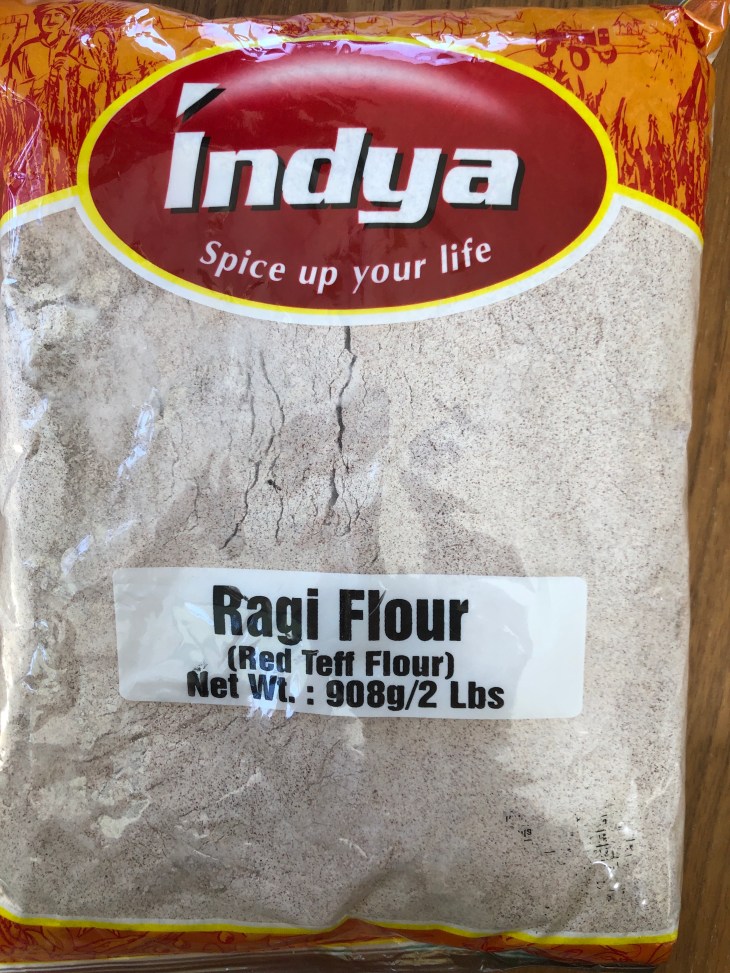 Indya
Spice up your life
Ragi Flour
(Red Teff Flour)
Net Wt. : 908g/2 Lbs